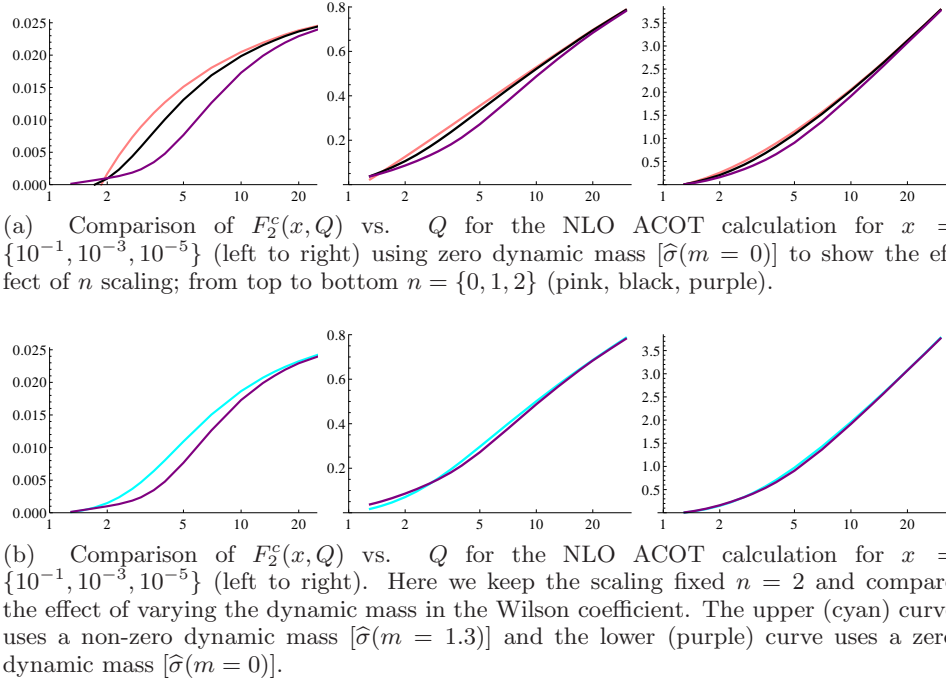 0.025
0.020
0.015
0.010
0.005
0.000
1 2 5 10 20
0.8
0.6
0.4
0.2
1 2 5 10 20
3.5
3.0
2.5
2.0
1.5
1.0
0.5
1 2 5 10 20
(a) Comparison of F₂ᶜ(x, Q) vs. Q for the NLO ACOT calculation for x =
{10⁻¹, 10⁻³, 10⁻⁵} (left to right) using zero dynamic mass [σ̂(m = 0)] to show the ef
fect of n scaling; from top to bottom n = {0, 1, 2} (pink, black, purple).
0.025
0.020
0.015
0.010
0.005
0.000
1 2 5 10 20
0.8
0.6
0.4
0.2
1 2 5 10 20
3.5
3.0
2.5
2.0
1.5
1.0
0.5
1 2 5 10 20
(b) Comparison of F₂ᶜ(x, Q) vs. Q for the NLO ACOT calculation for x =
{10⁻¹, 10⁻³, 10⁻⁵} (left to right). Here we keep the scaling fixed n = 2 and compare
the effect of varying the dynamic mass in the Wilson coefficient. The upper (cyan) curve
uses a non-zero dynamic mass [σ̂(m = 1.3)] and the lower (purple) curve uses a zero
dynamic mass [σ̂(m = 0)].